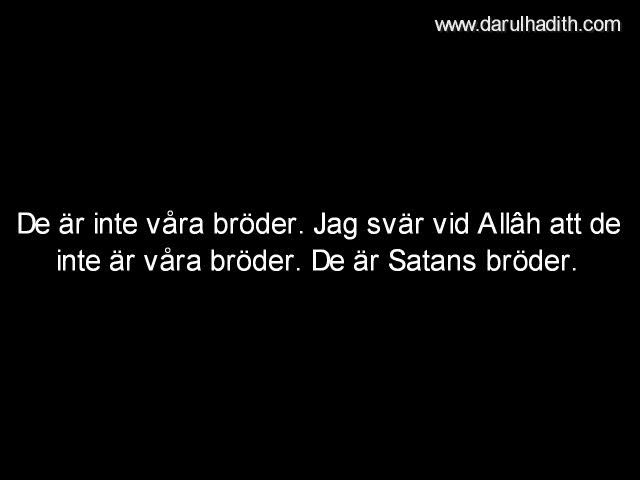 www.darulhadith.com
De är inte våra bröder. Jag svär vid Allâh att de
inte är våra bröder. De är Satans bröder.